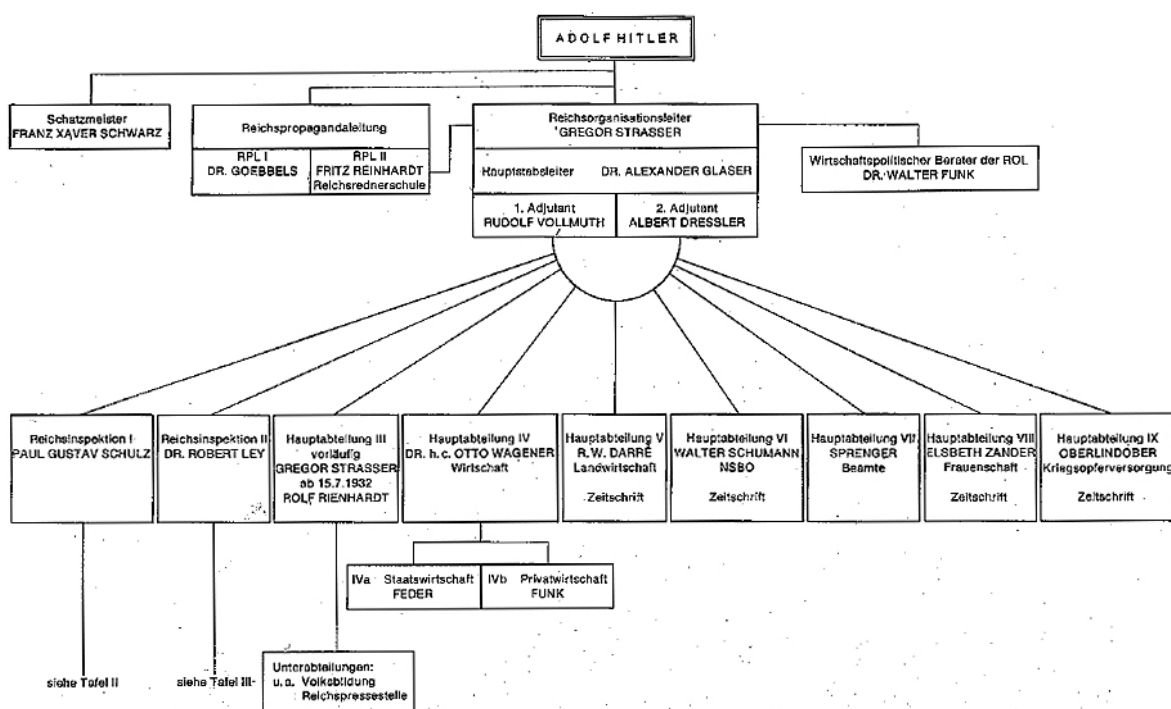 ADOLF HITLER
Schatzmeister
FRANZ XAVER SCHWARZ
Reichspropagandaleitung
RPL I
DR. GOEBBELS
RPL II
FRITZ REINHARDT
Reichsrednerschule
Reichsorganisationsleiter
GREGOR STRASSER
Hauptstabsleiter DR. ALEXANDER GLASER
1. Adjutant
RUDOLF VOLLMUTH
2. Adjutant
ALBERT DRESSLER
Wirtschaftspolitischer Berater der ROL
DR. WALTER FUNK
Reichsinspektion I
PAUL GUSTAV SCHULZ
Reichsinspektion II
DR. ROBERT LEY
Hauptabteilung III
vorläufig
GREGOR STRASSER
ab 15.7.1932
ROLF RIENHARDT
Hauptabteilung IV
DR. h. c. OTTO WAGENER
Wirtschaft
Hauptabteilung V
R.W. DARRÉ
Landwirtschaft
Zeitschrift
Hauptabteilung VI
WALTER SCHUMANN
NSBO
Zeitschrift
Hauptabteilung VII
SPRENGER
Beamte
Hauptabteilung VIII
ELSBETH ZANDER
Frauenschaft
Zeitschrift
Hauptabteilung IX
OBERLINDOBER
Kriegsopferversorgung
Zeitschrift
IVa Staatswirtschaft
FEDER
IVb Privatwirtschaft
FUNK
siehe Tafel II
siehe Tafel III
Unterabteilungen:
u. a. Volksbildung
Reichspressestelle